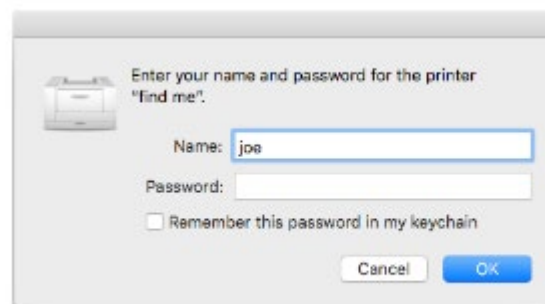 Enter your name and password for the printer
"find me".
Name: joe
Password:
Remember this password in my keychain
Cancel OK